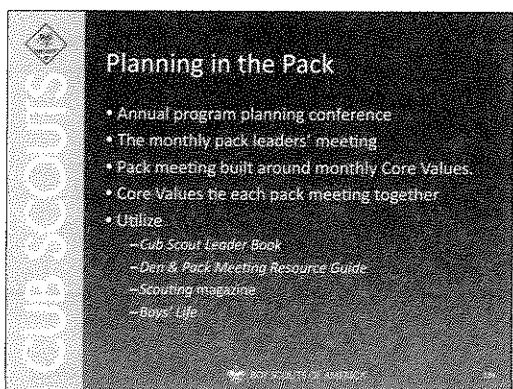 CUB SCOUTS
Planning in the Pack
• Annual program planning conference
• The monthly pack leaders' meeting
• Pack meeting built around monthly Core Values.
• Core Values tie each pack meeting together
• Utilize
–Cub Scout Leader Book
–Den & Pack Meeting Resource Guide
–Scouting magazine
–Boys' Life
BOY SCOUTS OF AMERICA